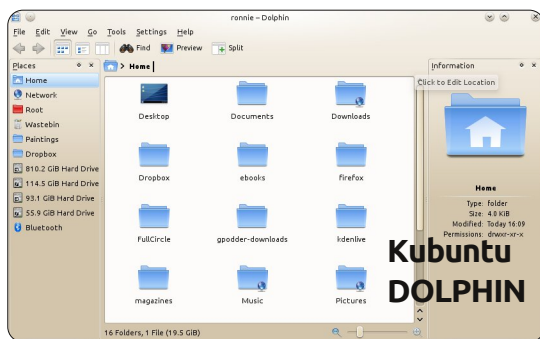 ronnie – Dolphin
File Edit View Go Tools Settings Help
Find Preview Split
Places
Home
Network
Root
Wastebin
Paintings
Dropbox
810.2 GiB Hard Drive
114.5 GiB Hard Drive
93.1 GiB Hard Drive
55.9 GiB Hard Drive
Bluetooth
> Home
Desktop Documents Downloads
Dropbox ebooks firefox
FullCircle gpodder-downloads kdenlive
magazines Music Pictures
16 Folders, 1 File (19.5 GiB)
Information
Click to Edit Location
Home
Type: folder
Size: 4.0 KiB
Modified: Today 16:09
Permissions: drwxr-xr-x
Kubuntu
DOLPHIN